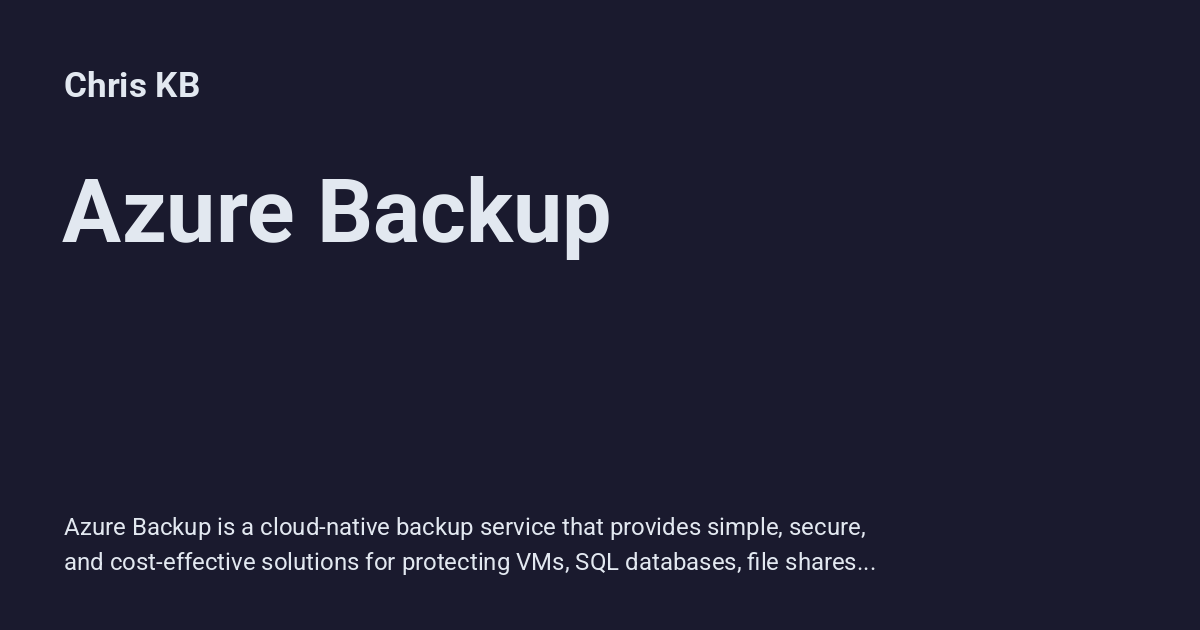 Chris KB
Azure Backup
Azure Backup is a cloud-native backup service that provides simple, secure,
and cost-effective solutions for protecting VMs, SQL databases, file shares...